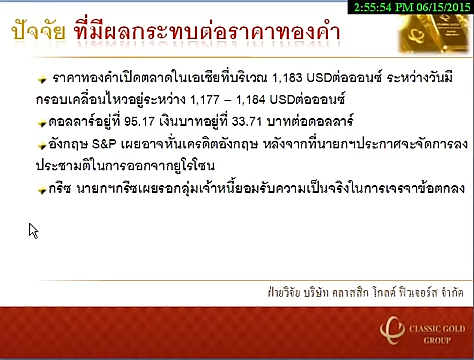 2:55:54 PM 06/15/2015
ปัจจัย ที่มีผลกระทบต่อราคาทองคำ
ราคาทองคำเปิดตลาดในเอเชียที่บริเวณ 1,183 USDต่อออนซ์ ระหว่างวันมี
กรอบเคลื่อนไหวอยู่ระหว่าง 1,177 – 1,184 USDต่อออนซ์
ดอลลาร์อยู่ที่ 95.17 เงินบาทอยู่ที่ 33.71 บาทต่อดอลลาร์
อังกฤษ S&P เผยอาจหั่นเครดิตอังกฤษ หลังจากที่นายกฯประกาศจะจัดการลง
ประชามติในการออกจากยูโรโซน
กรีซ นายกฯกรีซเผยรอกลุ่มเจ้าหนี้ยอมรับความเป็นจริงในการเจรจาข้อตกลง
ฝ่ายวิจัย บริษัท คลาสสิก โกลด์ ฟิวเจอร์ส จำกัด
CLASSIC GOLD
GROUP